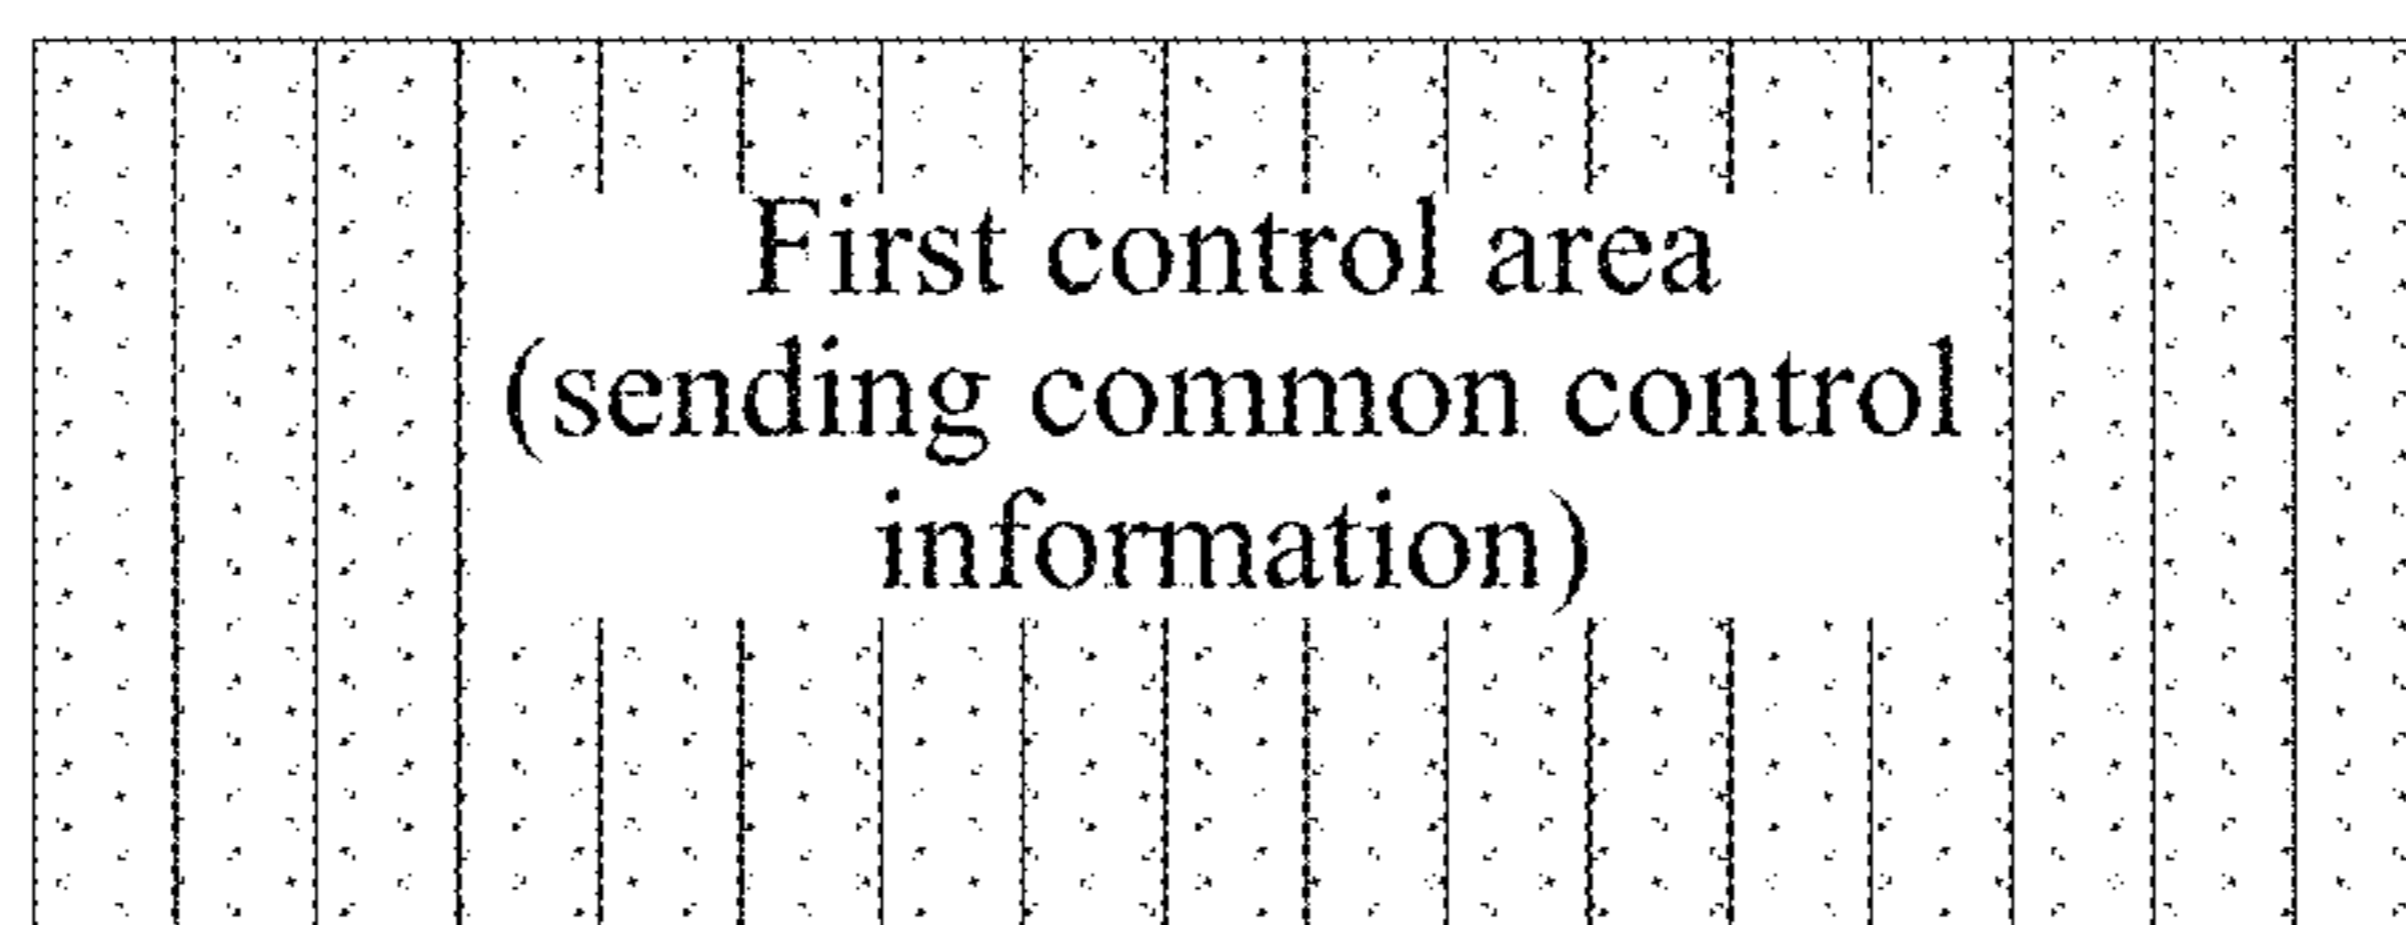 First control area
(sending common control
information)